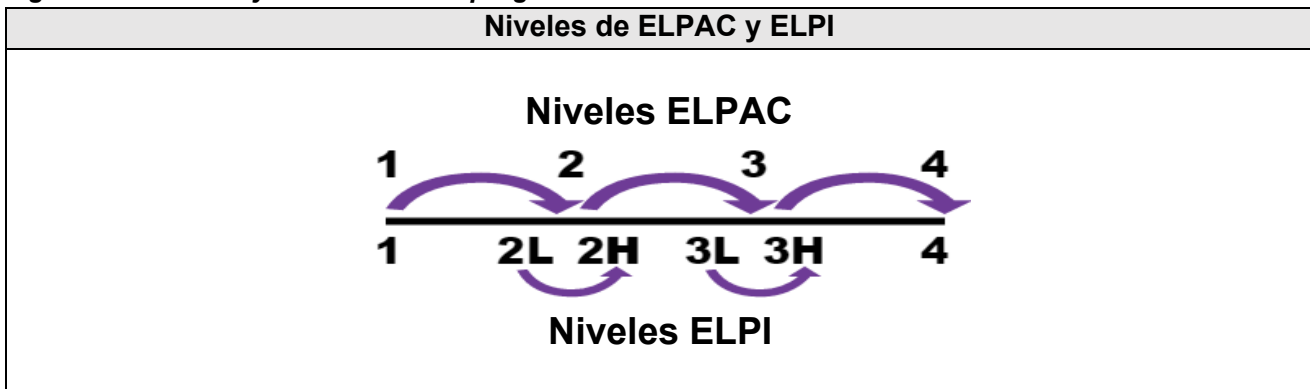 Niveles de ELPAC y ELPI
Niveles ELPAC
1 2 3 4
1 2L 2H 3L 3H 4
Niveles ELPI